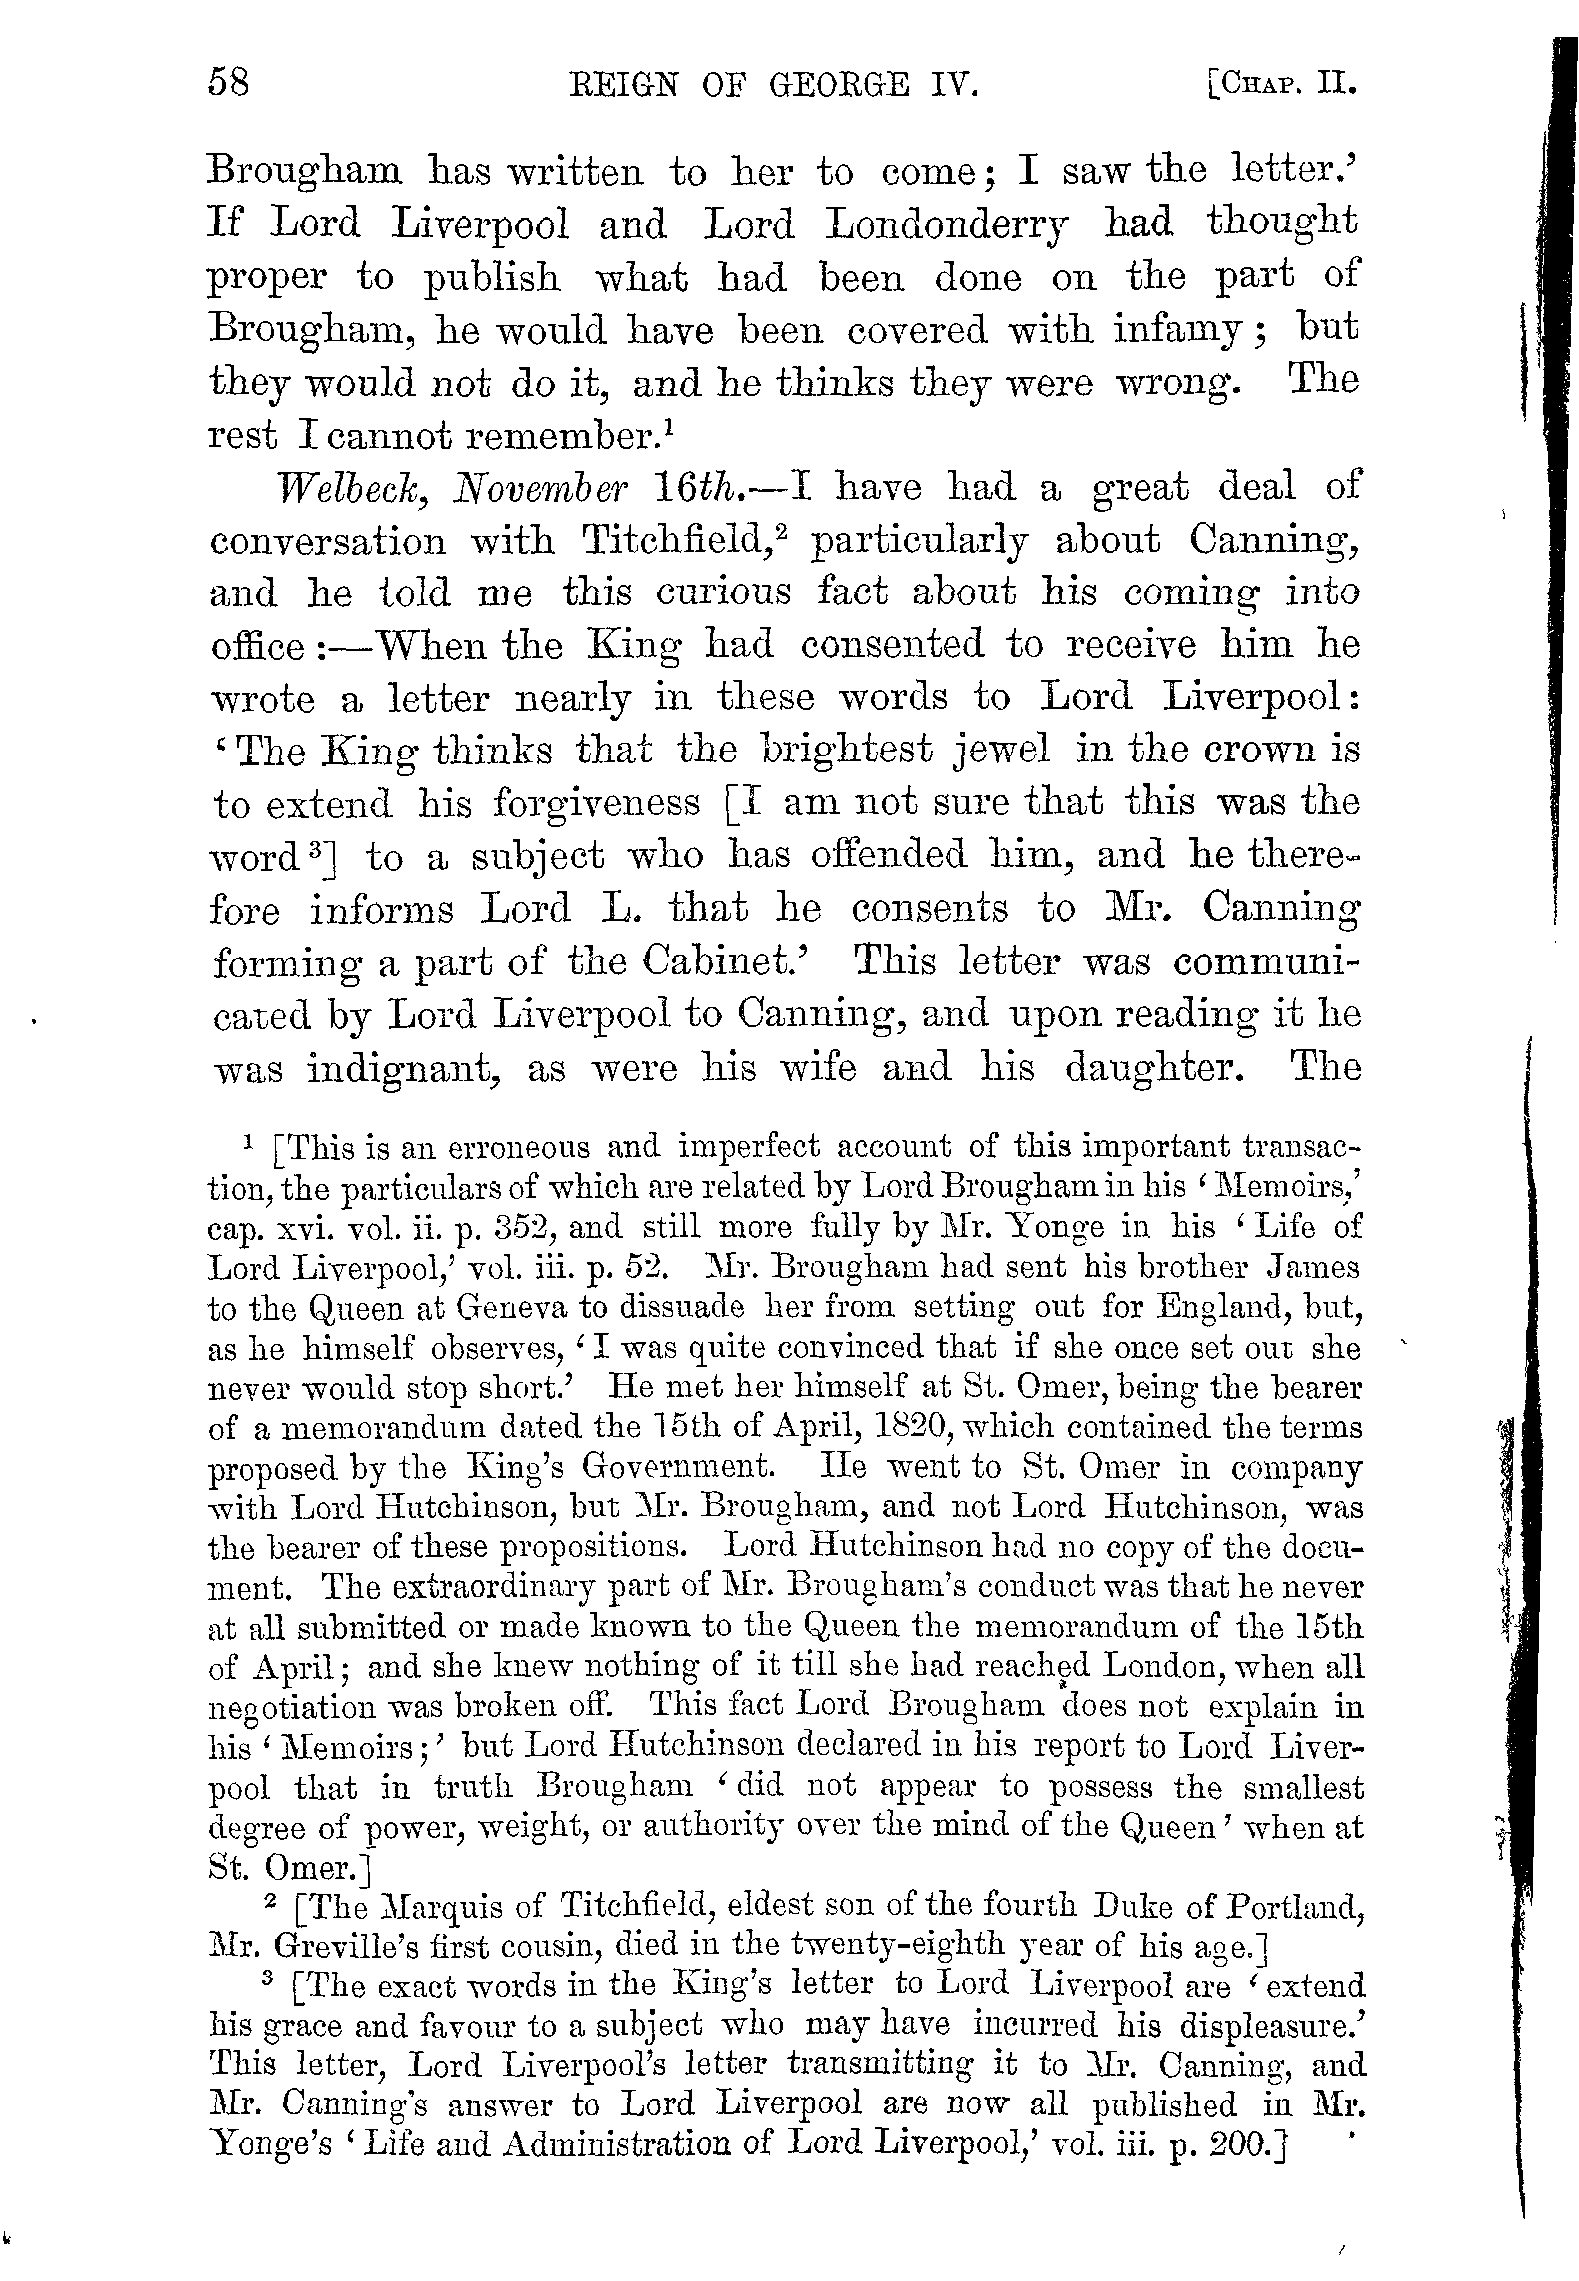 58 REIGN OF GEORGE IV. [CHAP. II.
Brougham has written to her to come; I saw the letter.’
If Lord Liverpool and Lord Londonderry had thought
proper to publish what had been done on the part of
Brougham, he would have been covered with infamy; but
they would not do it, and he thinks they were wrong. The
rest I cannot remember.¹
Welbeck, November 16th.—I have had a great deal of
conversation with Titchfield,² particularly about Canning,
and he told me this curious fact about his coming into
office:—When the King had consented to receive him he
wrote a letter nearly in these words to Lord Liverpool:
‘The King thinks that the brightest jewel in the crown is
to extend his forgiveness [I am not sure that this was the
word³] to a subject who has offended him, and he there-
fore informs Lord L. that he consents to Mr. Canning
forming a part of the Cabinet.’ This letter was communi-
cated by Lord Liverpool to Canning, and upon reading it he
was indignant, as were his wife and his daughter. The
¹ [This is an erroneous and imperfect account of this important transac-
tion, the particulars of which are related by Lord Brougham in his ‘Memoirs,’
cap. xvi. vol. ii. p. 352, and still more fully by Mr. Yonge in his ‘Life of
Lord Liverpool,’ vol. iii. p. 52. Mr. Brougham had sent his brother James
to the Queen at Geneva to dissuade her from setting out for England, but,
as he himself observes, ‘I was quite convinced that if she once set out she
never would stop short.’ He met her himself at St. Omer, being the bearer
of a memorandum dated the 15th of April, 1820, which contained the terms
proposed by the King’s Government. He went to St. Omer in company
with Lord Hutchinson, but Mr. Brougham, and not Lord Hutchinson, was
the bearer of these propositions. Lord Hutchinson had no copy of the docu-
ment. The extraordinary part of Mr. Brougham’s conduct was that he never
at all submitted or made known to the Queen the memorandum of the 15th
of April; and she knew nothing of it till she had reached London, when all
negotiation was broken off. This fact Lord Brougham does not explain in
his ‘Memoirs;’ but Lord Hutchinson declared in his report to Lord Liver-
pool that in truth Brougham ‘did not appear to possess the smallest
degree of power, weight, or authority over the mind of the Queen’ when at
St. Omer.]
² [The Marquis of Titchfield, eldest son of the fourth Duke of Portland,
Mr. Greville’s first cousin, died in the twenty-eighth year of his age.]
³ [The exact words in the King’s letter to Lord Liverpool are ‘extend
his grace and favour to a subject who may have incurred his displeasure.’
This letter, Lord Liverpool’s letter transmitting it to Mr. Canning, and
Mr. Canning’s answer to Lord Liverpool are now all published in Mr.
Yonge’s ‘Life and Administration of Lord Liverpool,’ vol. iii. p. 200.]